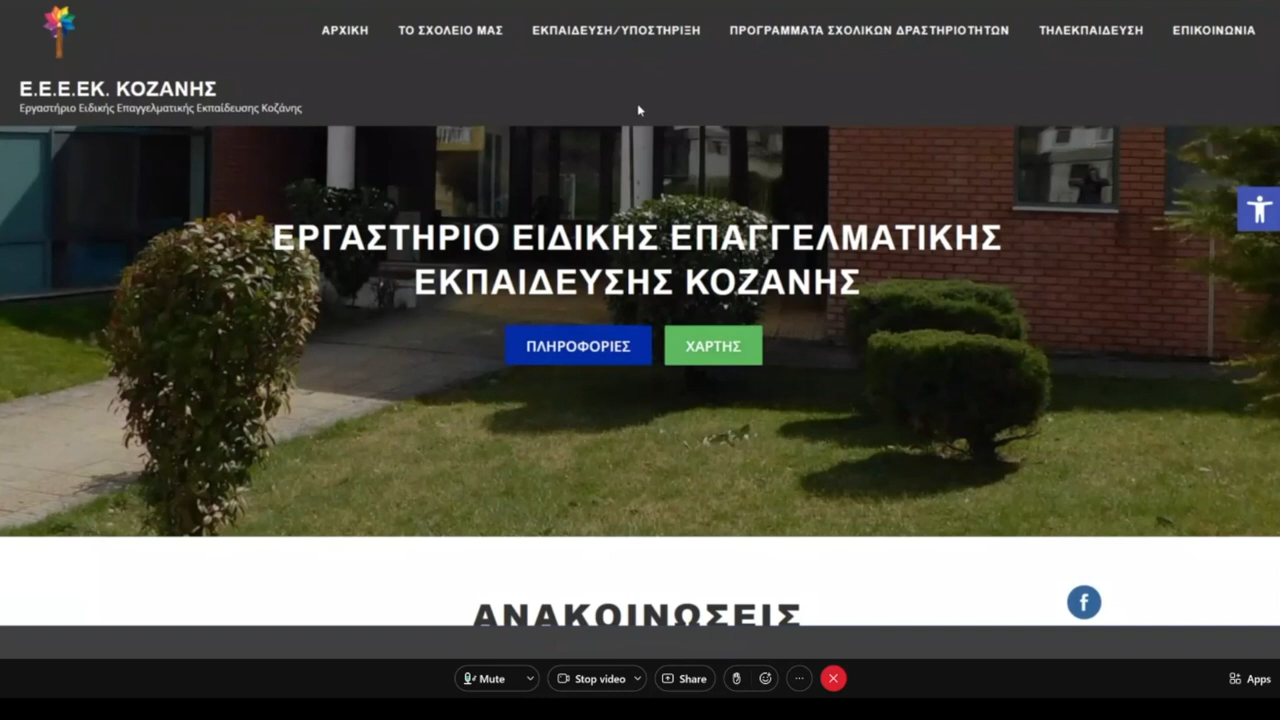 ΑΡΧΙΚΗ ΤΟ ΣΧΟΛΕΙΟ ΜΑΣ ΕΚΠΑΙΔΕΥΣΗ/ΥΠΟΣΤΗΡΙΞΗ ΠΡΟΓΡΑΜΜΑΤΑ ΣΧΟΛΙΚΩΝ ΔΡΑΣΤΗΡΙΟΤΗΤΩΝ ΤΗΛΕΚΠΑΙΔΕΥΣΗ ΕΠΙΚΟΙΝΩΝΙΑ
Ε.Ε.Ε.ΕΚ. ΚΟΖΑΝΗΣ
Εργαστήριο Ειδικής Επαγγελματικής Εκπαίδευσης Κοζάνης
ΕΡΓΑΣΤΗΡΙΟ ΕΙΔΙΚΗΣ ΕΠΑΓΓΕΛΜΑΤΙΚΗΣ
ΕΚΠΑΙΔΕΥΣΗΣ ΚΟΖΑΝΗΣ
ΠΛΗΡΟΦΟΡΙΕΣ ΧΑΡΤΗΣ
ΑΝΑΚΟΙΝΩΣΕΙΣ
Mute Stop video Share Apps